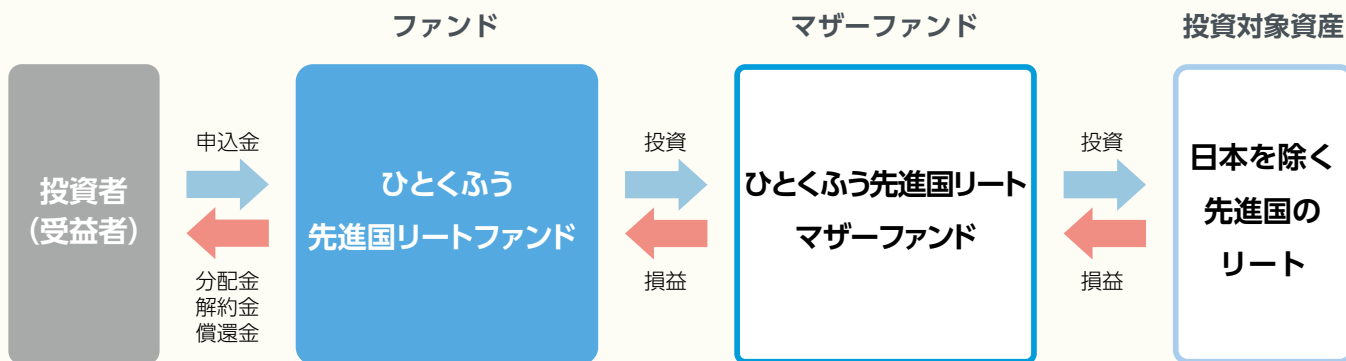 ファンド
マザーファンド
投資対象資産
投資者
（受益者）
申込金
分配金
解約金
償還金
ひとくふう
先進国リートファンド
投資
損益
ひとくふう先進国リート
マザーファンド
投資
損益
日本を除く
先進国の
リート